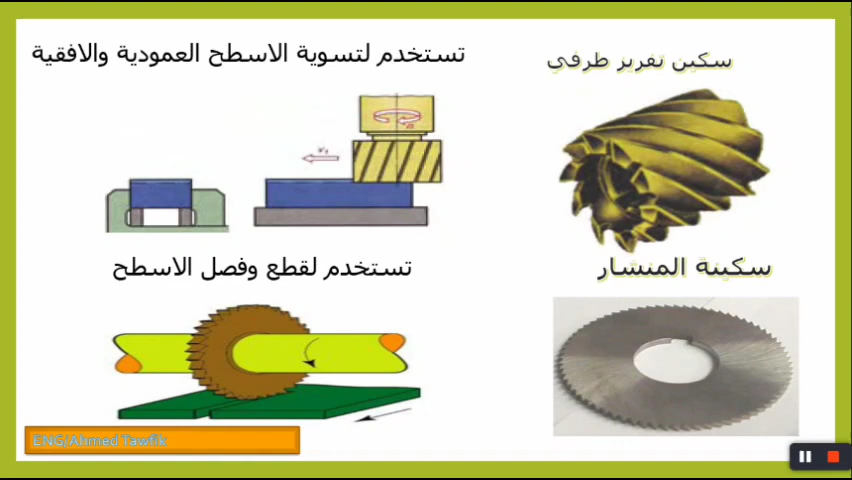 سكين تفريز طرفي
تستخدم لتسوية الاسطح العمودية والافقية
سكينة المنشار
تستخدم لقطع وفصل الاسطح
ENG/Ahmed Tawfik